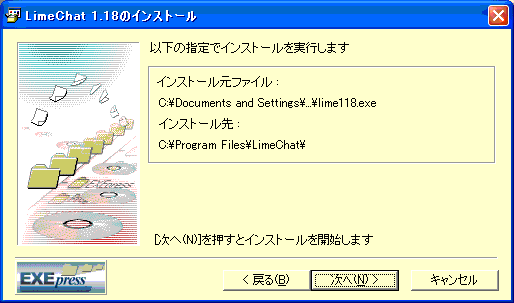 LimeChat 1.18のインストール
以下の指定でインストールを実行します
インストール元ファイル :
C:¥Documents and Settings¥..¥lime118.exe
インストール先 :
C:¥Program Files¥LimeChat¥
EXEpress
[次へ(N)]を押すとインストールを開始します
EXEpress
< 戻る(B)
次へ(N) >
キャンセル